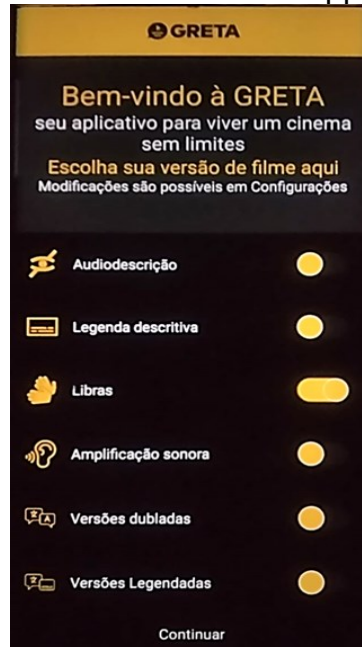 GRETA
Bem-vindo à GRETA
seu aplicativo para viver um cinema
sem limites
Escolha sua versão de filme aqui
Modificações são possíveis em Configurações
Audiodescrição
Legenda descritiva
Libras
Amplificação sonora
Versões dubladas
Versões Legendadas
Continuar